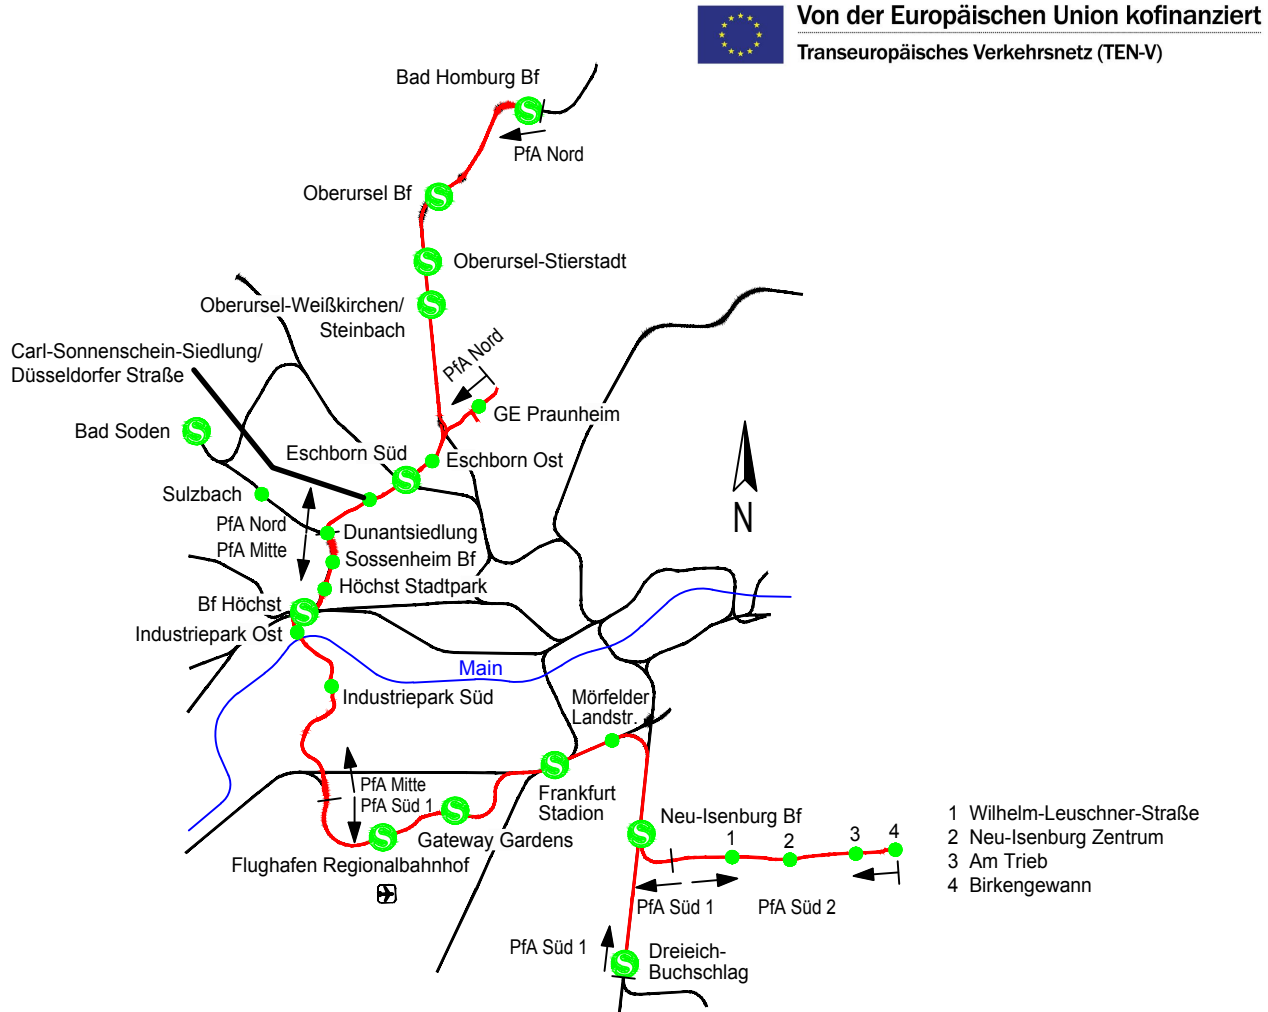 Von der Europäischen Union kofinanziert
Transeuropäisches Verkehrsnetz (TEN-V)
Bad Homburg Bf
PfA Nord
Oberursel Bf
Oberursel-Stierstadt
Oberursel-Weißkirchen/
Steinbach
Carl-Sonnenschein-Siedlung/
Düsseldorfer Straße
PfA Nord
GE Praunheim
Bad Soden
Eschborn Süd
Eschborn Ost
Sulzbach
PfA Nord
PfA Mitte
Dunantsiedlung
Sossenheim Bf
Höchst Stadtpark
N
Bf Höchst
Industriepark Ost
Main
Industriepark Süd
Mörfelder
Landstr.
PfA Mitte
PfA Süd 1
Frankfurt
Stadion
Gateway Gardens
Flughafen Regionalbahnhof
Neu-Isenburg Bf
1
2
3
4
PfA Süd 1
PfA Süd 2
1 Wilhelm-Leuschner-Straße
2 Neu-Isenburg Zentrum
3 Am Trieb
4 Birkengewann
PfA Süd 1
Dreieich-
Buchschlag